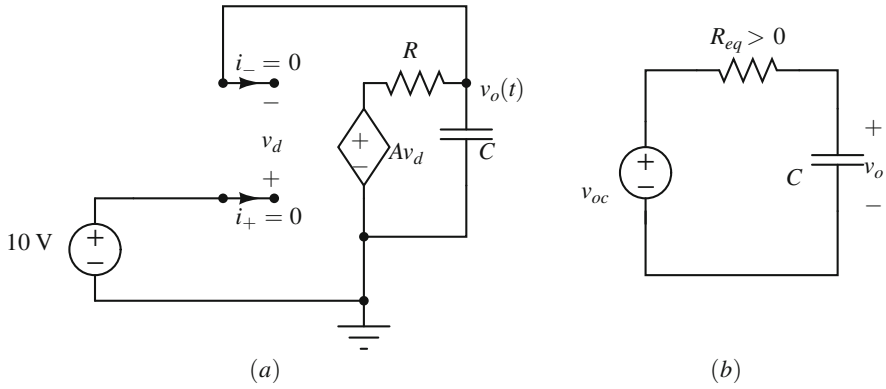 i₋ = 0
−
v_d
+
i₊ = 0
10 V
+
−
R
v_o(t)
+
−
Av_d
C
(a)
R_eq > 0
+
−
v_oc
C
+
v_o
−
(b)